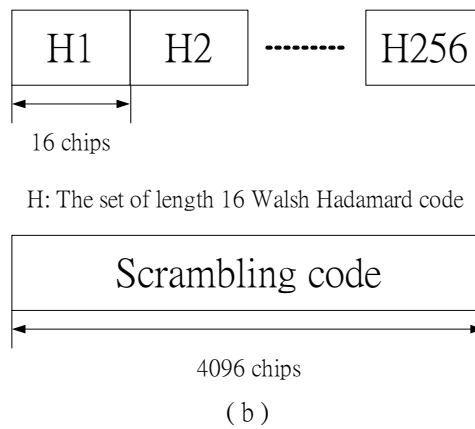 H1 H2 H256
16 chips
H: The set of length 16 Walsh Hadamard code
Scrambling code
4096 chips
( b )